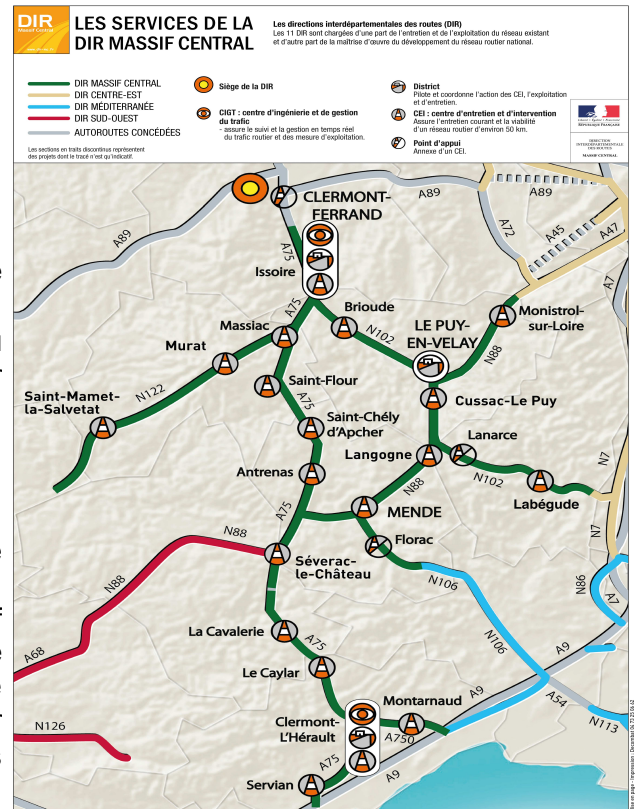 DIR
Massif Central
LES SERVICES DE LA
DIR MASSIF CENTRAL
Les directions interdépartementales des routes (DIR)
Les 11 DIR sont chargées d'une part de l'entretien et de l'exploitation du réseau existant
et d'autre part de la maîtrise d'œuvre du développement du réseau routier national.
DIR MASSIF CENTRAL
DIR CENTRE-EST
DIR MÉDITERRANÉE
DIR SUD-OUEST
AUTOROUTES CONCÉDÉES
Les sections en traits discontinus représentent
des projets dont le tracé n'est qu'indicatif.
Siège de la DIR
CIGT : centre d'ingénierie et de gestion
du trafic
- assure le suivi et la gestion en temps réel
du trafic routier et des mesure d'exploitation.
District
Pilote et coordonne l'action des CEI, l'exploitation
et d'entretien.
CEI : centre d'entretien et d'intervention
Assure l'entretien courant et la viabilité
d'un réseau routier d'environ 50 km.
Point d'appui
Annexe d'un CEI.
RÉPUBLIQUE FRANÇAISE
DIRECTION
INTERDÉPARTEMENTALE
DES ROUTES
MASSIF CENTRAL
CLERMONT-
FERRAND
A89
A89
A89
A72
A45
A47
A7
A75
Issoire
A75
Brioude
N102
Massiac
Murat
LE PUY-
EN-VELAY
Monistrol-
sur-Loire
N88
Saint-Mamet-
la-Salvetat
N122
Saint-Flour
A75
Cussac-Le Puy
Saint-Chély
d'Apcher
Lanarce
Langogne
Antrenas
N88
N102
Labégude
N7
A75
MENDE
N7
N88
Florac
Séverac-
le-Château
N88
N106
N86
A7
La Cavalerie
A75
N106
A68
Le Caylar
A9
A9
A54
N113
N126
Montarnaud
Clermont-
L'Hérault
A750
A75
A9
Servian